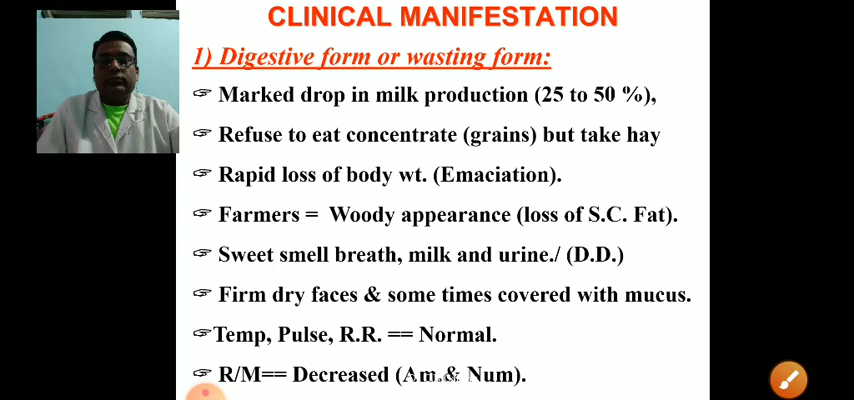 CLINICAL MANIFESTATION
1) Digestive form or wasting form:
☞ Marked drop in milk production (25 to 50 %),
☞ Refuse to eat concentrate (grains) but take hay
☞ Rapid loss of body wt. (Emaciation).
☞ Farmers = Woody appearance (loss of S.C. Fat).
☞ Sweet smell breath, milk and urine./ (D.D.)
☞ Firm dry faces & some times covered with mucus.
☞Temp, Pulse, R.R. == Normal.
☞ R/M== Decreased (Am.& Num).